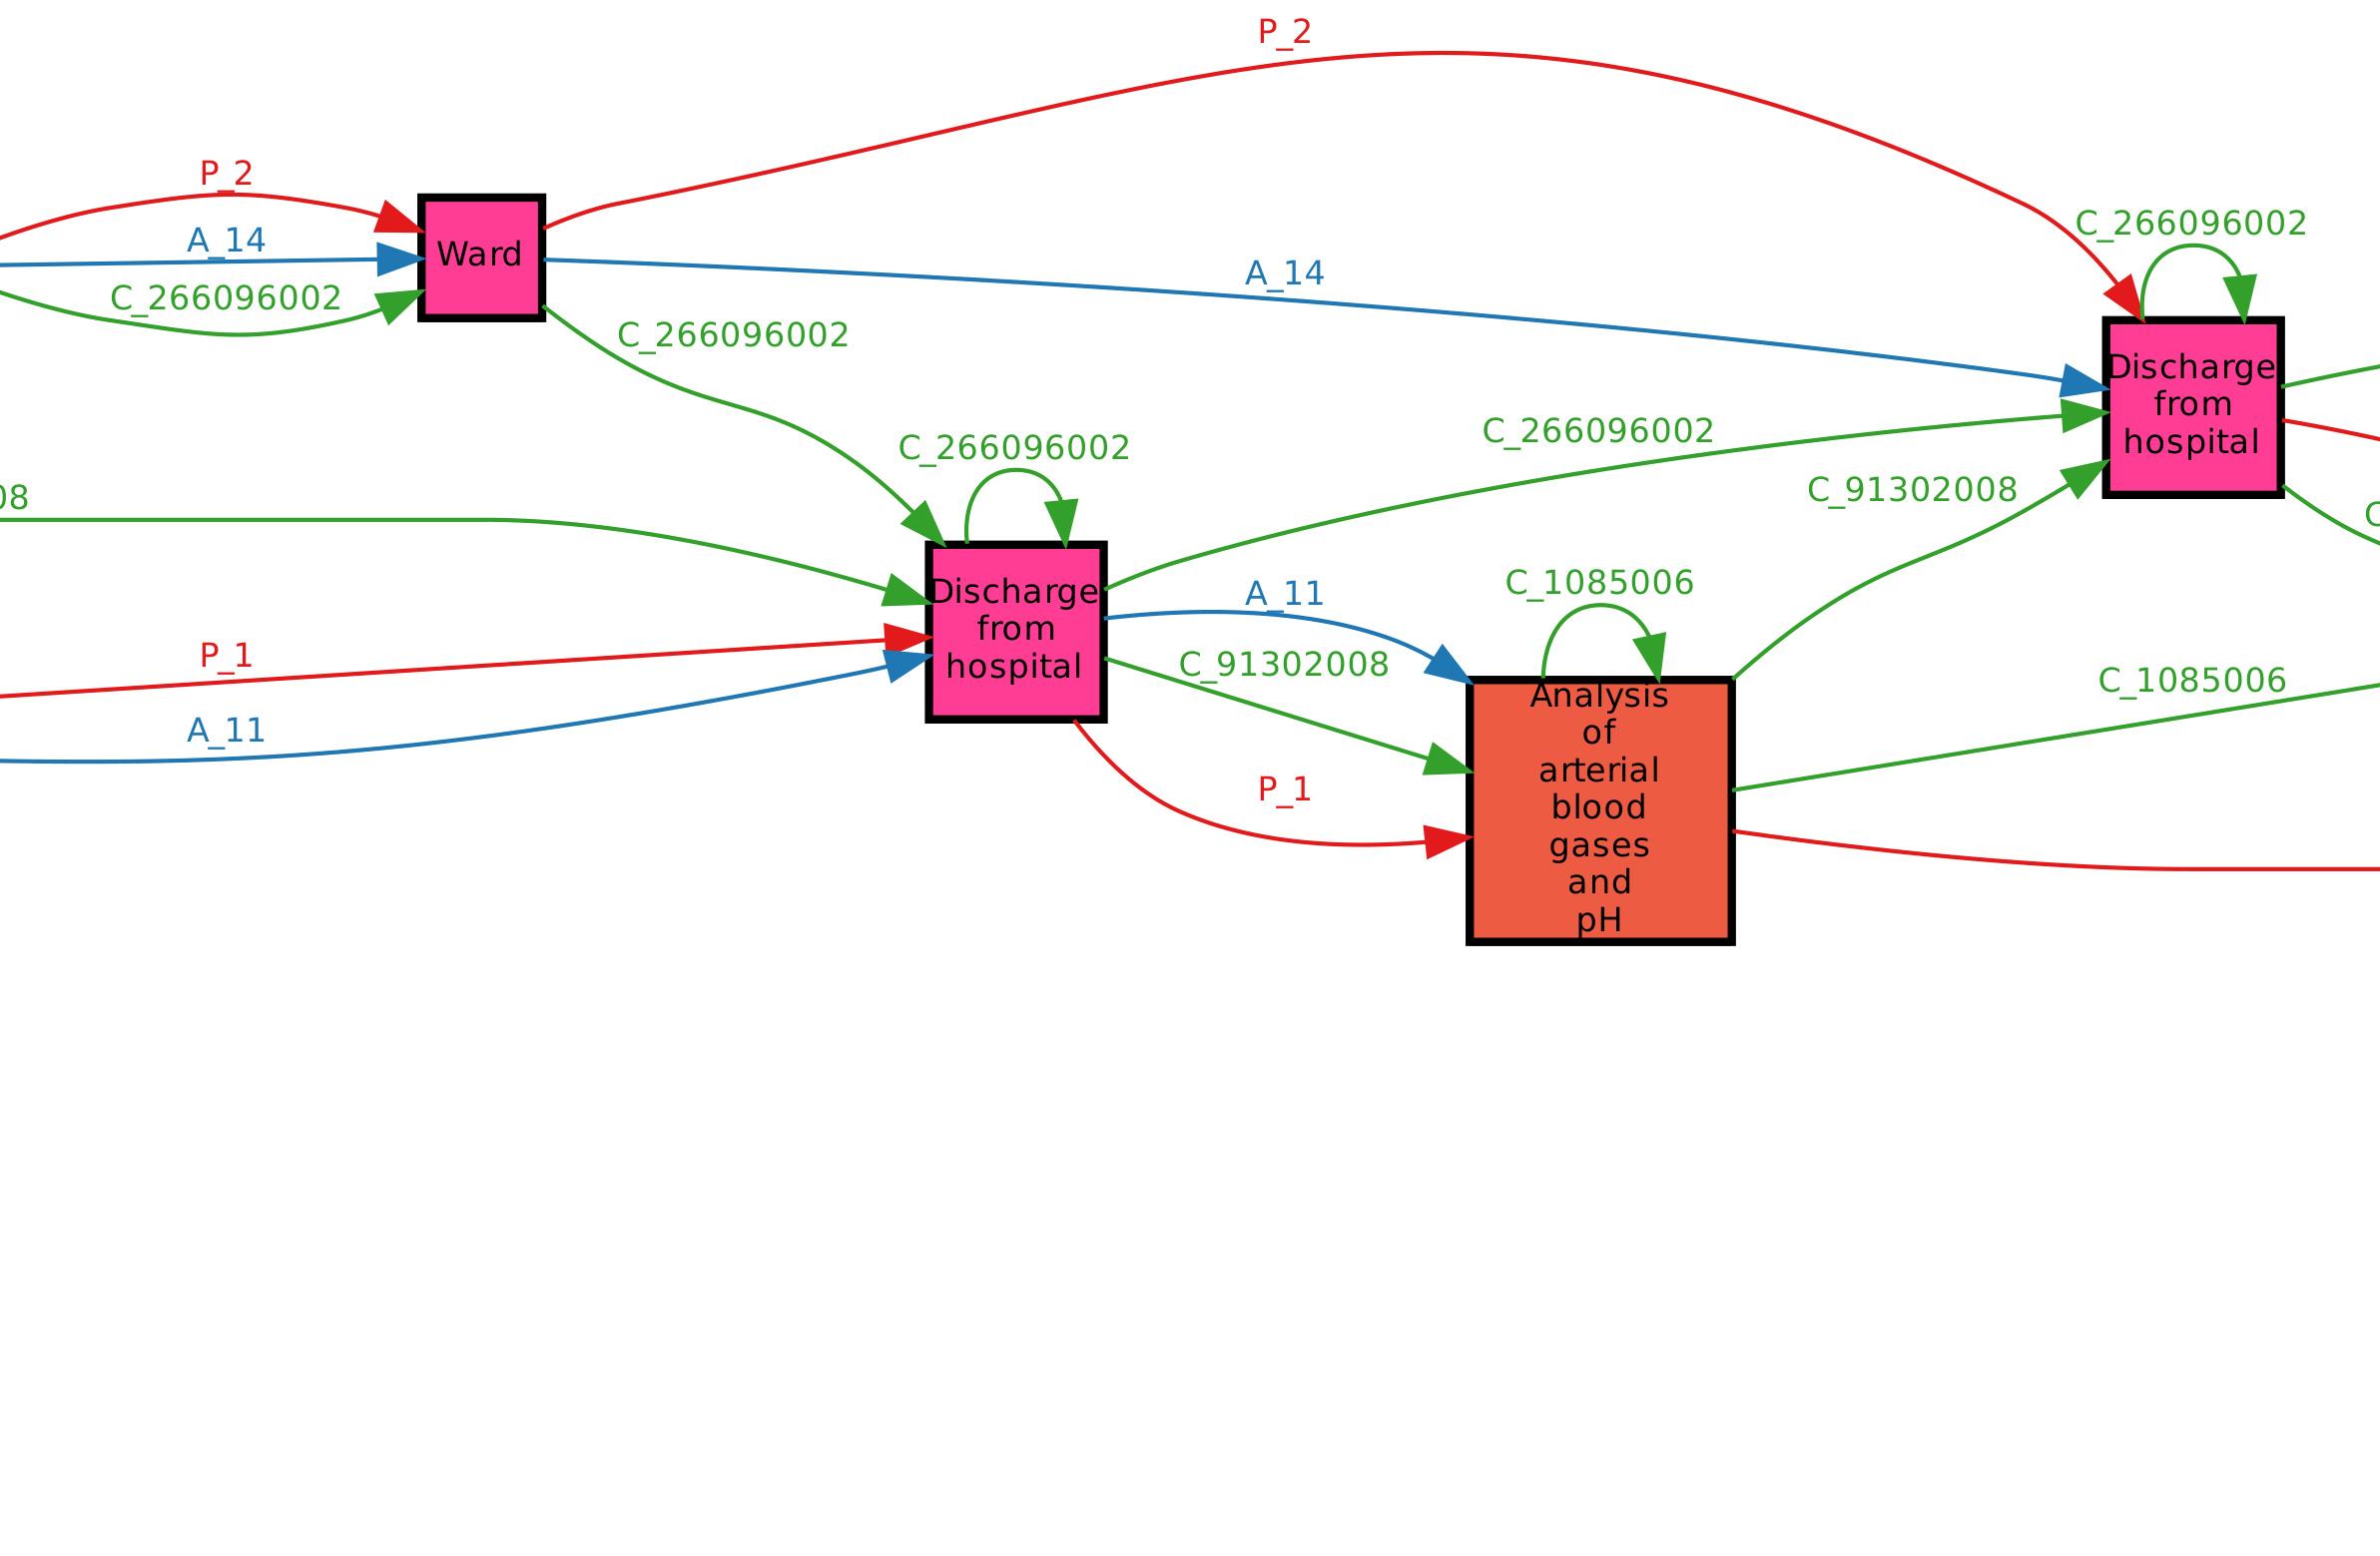 P_2
P_2
A_14
C_266096002
Ward
C_266096002
A_14
C_266096002
Discharge
from
hospital
C_266096002
C_266096002
C_91302008
08
Discharge
from
hospital
A_11
C_1085006
C_91302008
P_1
A_11
P_1
Analysis
of
arterial
blood
gases
and
pH
C_1085006